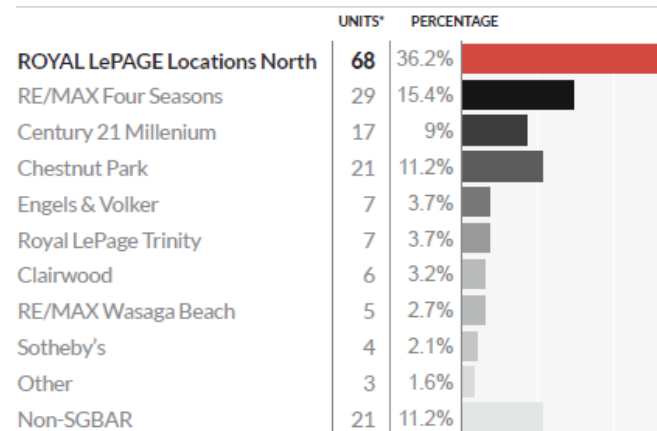 UNITS* PERCENTAGE
ROYAL LePAGE Locations North 68 36.2%
RE/MAX Four Seasons 29 15.4%
Century 21 Millenium 17 9%
Chestnut Park 21 11.2%
Engels & Volker 7 3.7%
Royal LePage Trinity 7 3.7%
Clairwood 6 3.2%
RE/MAX Wasaga Beach 5 2.7%
Sotheby's 4 2.1%
Other 3 1.6%
Non-SGBAR 21 11.2%